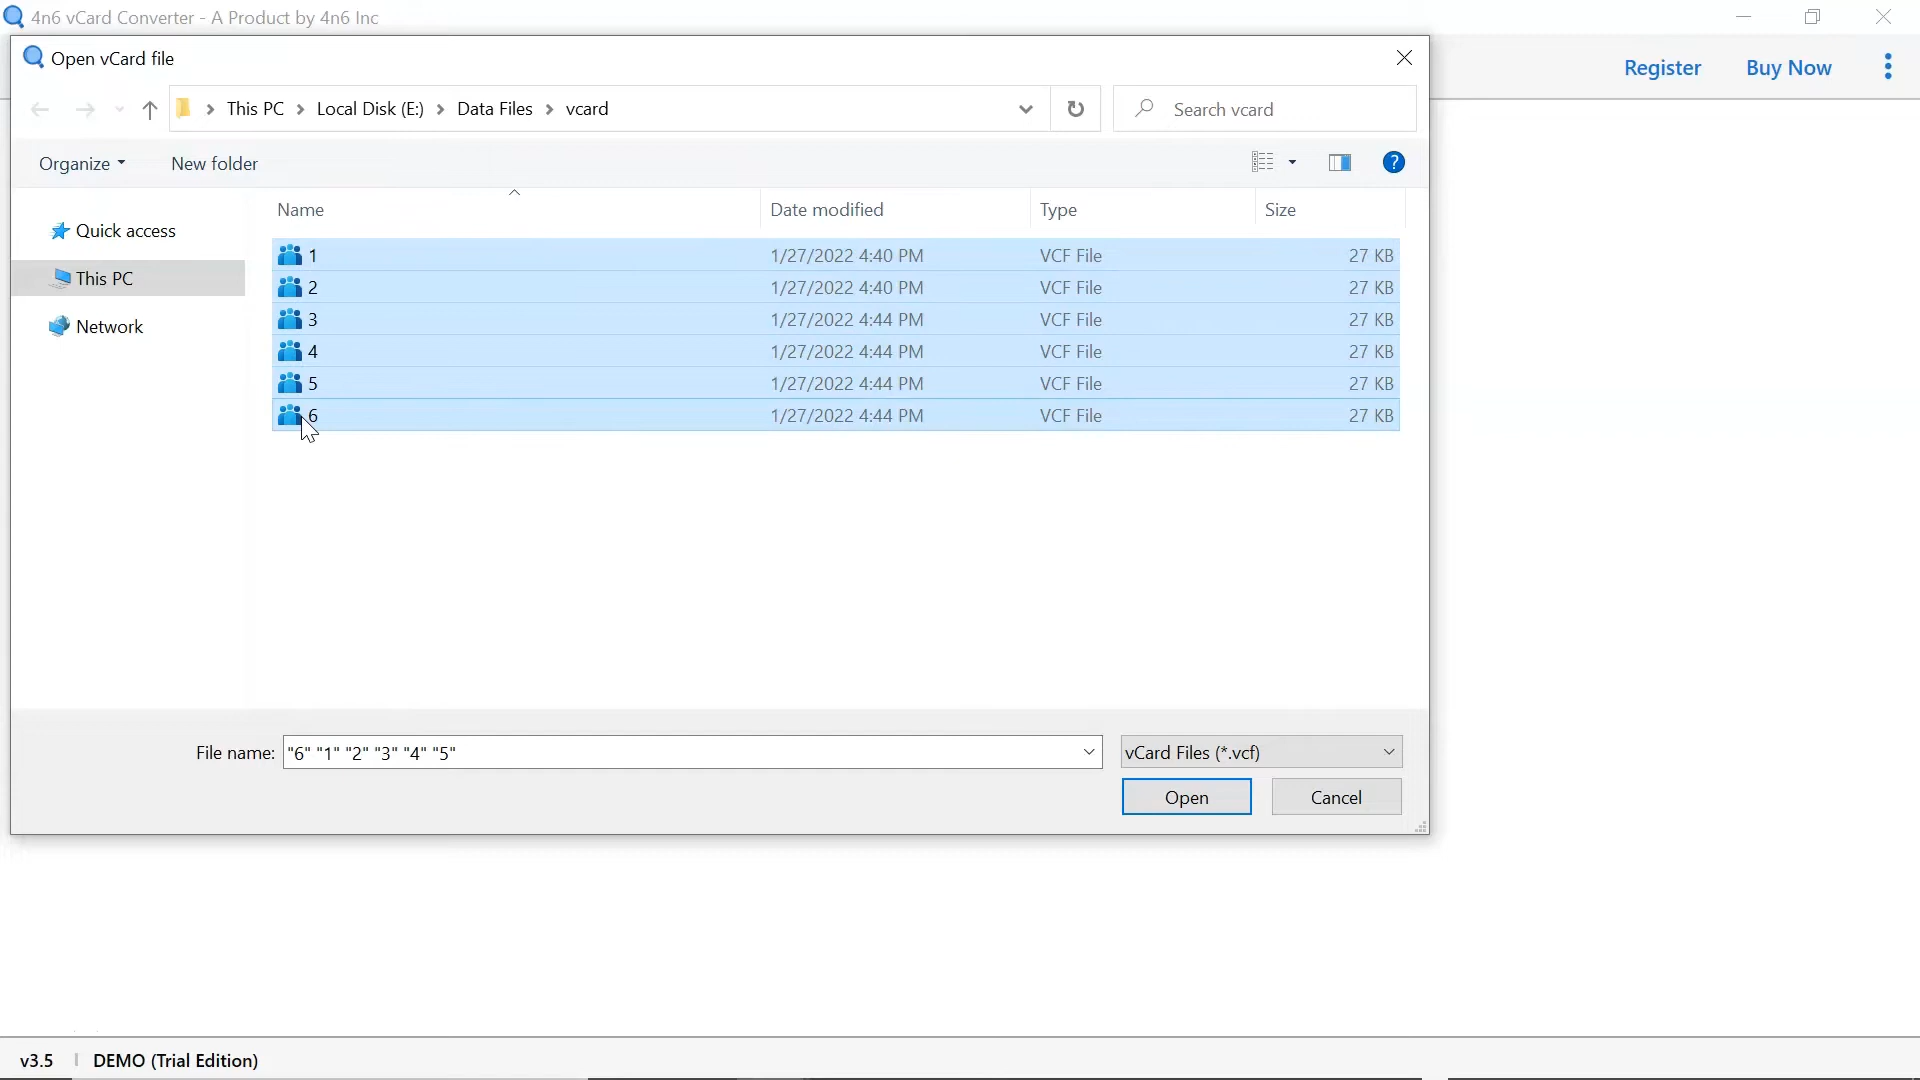 4n6 vCard Converter - A Product by 4n6 Inc
Open vCard file
Register
Buy Now
This PC
Local Disk (E:)
Data Files
vcard
Search vcard
Organize
New folder
Name
Date modified
Type
Size
Quick access
This PC
Network
1 1/27/2022 4:40 PM VCF File 27 KB
2 1/27/2022 4:40 PM VCF File 27 KB
3 1/27/2022 4:44 PM VCF File 27 KB
4 1/27/2022 4:44 PM VCF File 27 KB
5 1/27/2022 4:44 PM VCF File 27 KB
6 1/27/2022 4:44 PM VCF File 27 KB
File name: "6" "1" "2" "3" "4" "5"
vCard Files (*.vcf)
Open
Cancel
v3.5 | DEMO (Trial Edition)